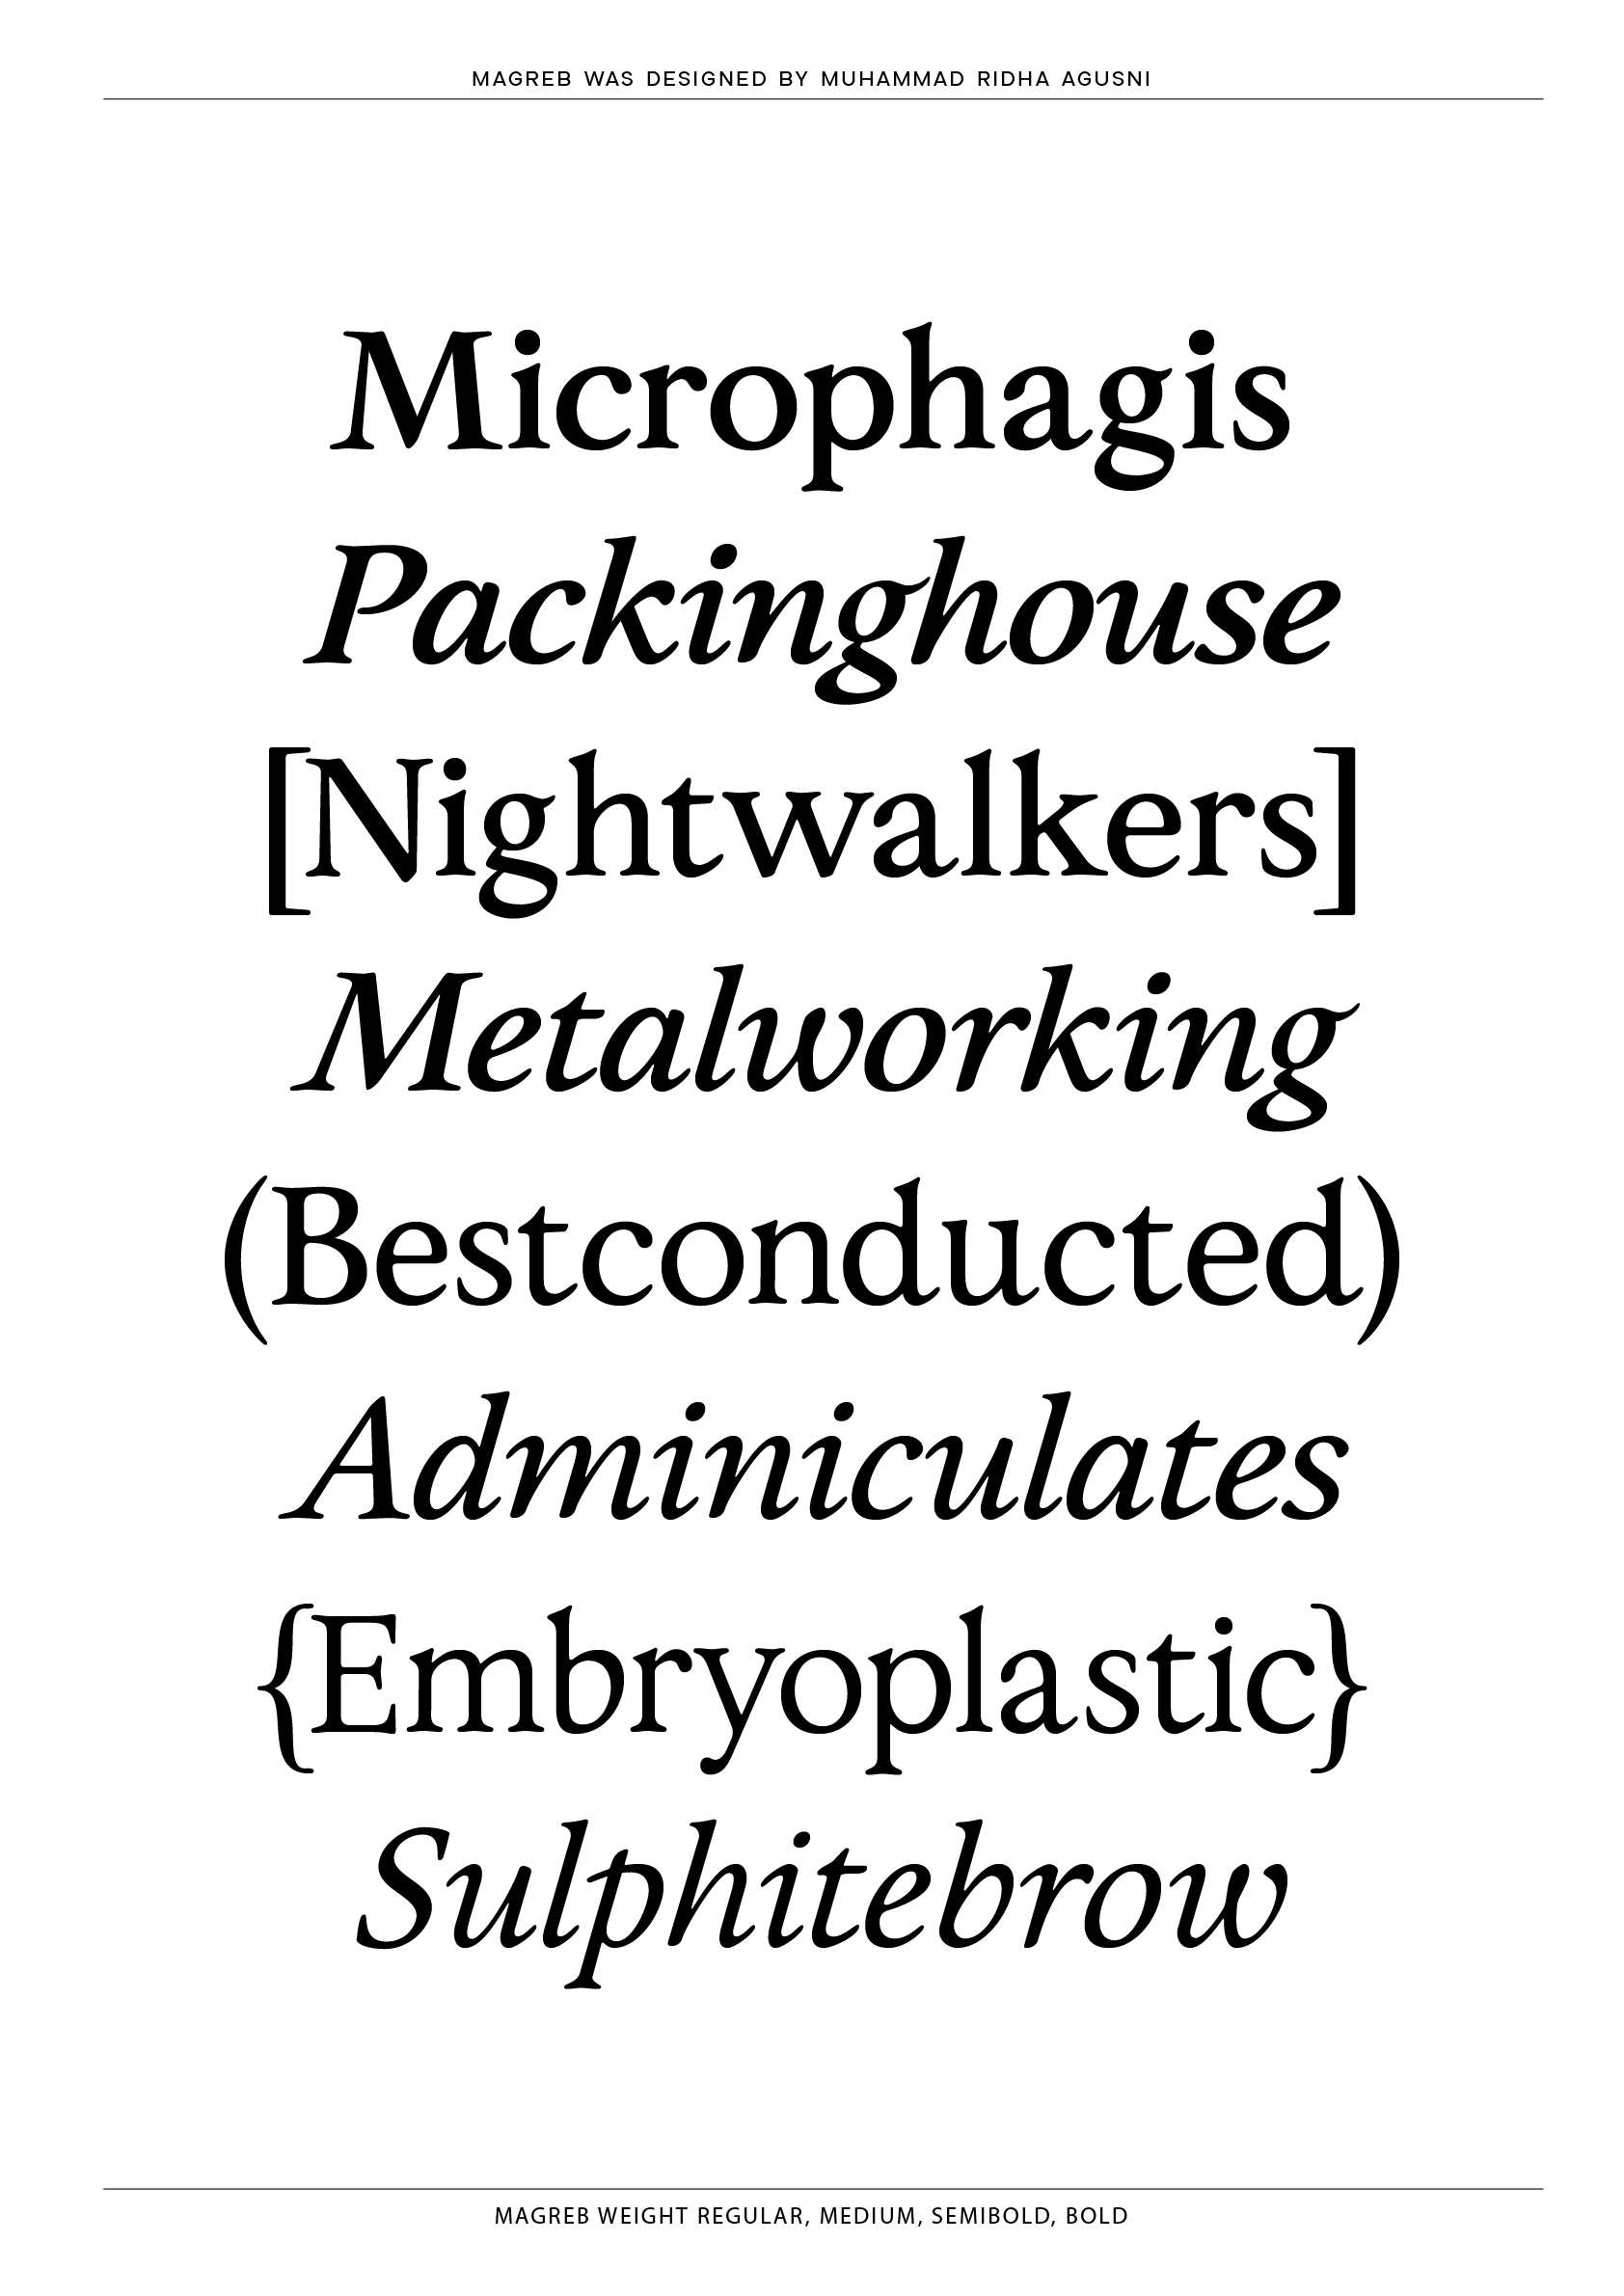 MAGREB WAS DESIGNED BY MUHAMMAD RIDHA AGUSNI
Microphagis
Packinghouse
[Nightwalkers]
Metalworking
(Bestconducted)
Adminiculates
{Embryoplastic}
Sulphitebrow
MAGREB WEIGHT REGULAR, MEDIUM, SEMIBOLD, BOLD